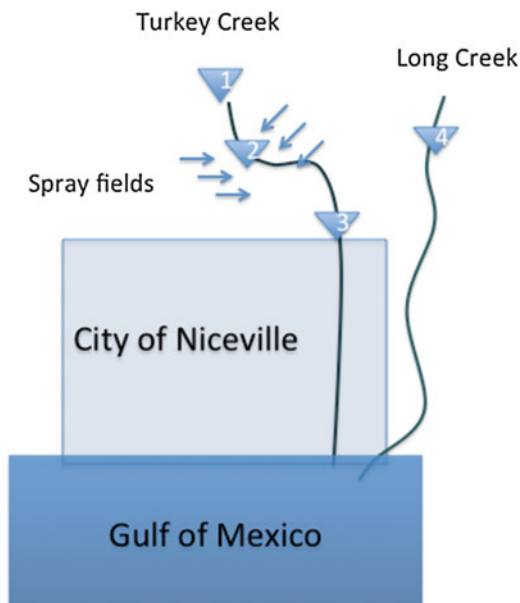 Turkey Creek
Long Creek
1
4
2
Spray fields
3
City of Niceville
Gulf of Mexico